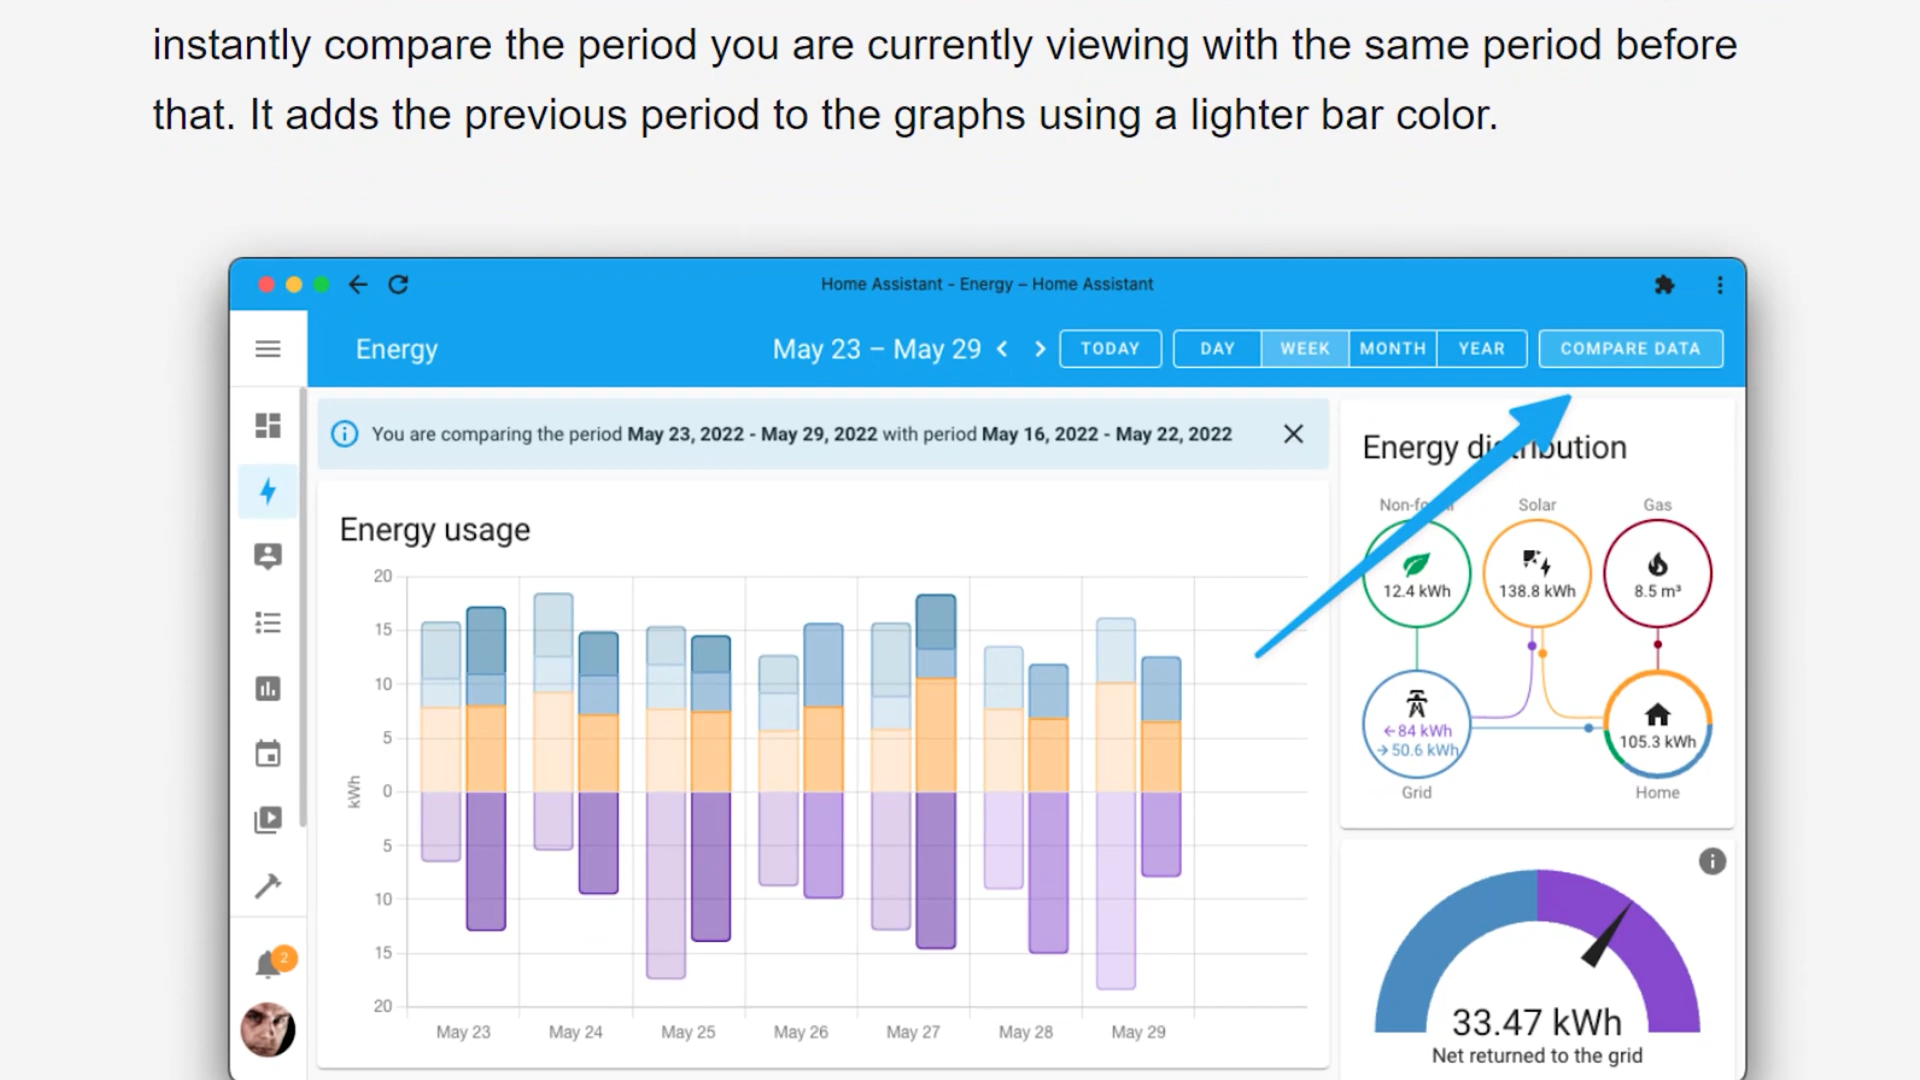 instantly compare the period you are currently viewing with the same period before
that. It adds the previous period to the graphs using a lighter bar color.
Home Assistant - Energy – Home Assistant
Energy
May 23 – May 29
TODAY
DAY
WEEK
MONTH
YEAR
COMPARE DATA
You are comparing the period May 23, 2022 - May 29, 2022 with period May 16, 2022 - May 22, 2022
Energy usage
20
15
10
5
0
5
10
15
20
kWh
May 23
May 24
May 25
May 26
May 27
May 28
May 29
2
Energy distribution
Solar
Gas
12.4 kWh
138.8 kWh
8.5 m³
←84 kWh
→50.6 kWh
105.3 kWh
Grid
Home
33.47 kWh
Net returned to the grid